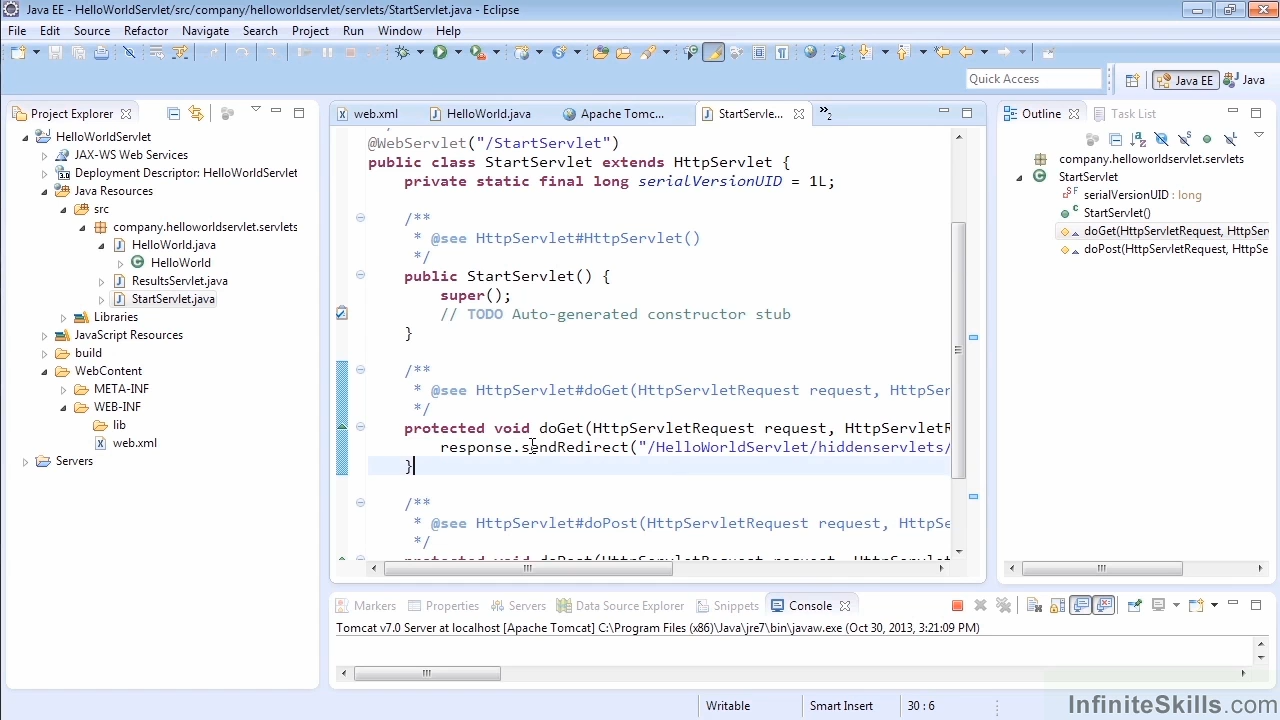 Java EE - HelloWorldServlet/src/company/helloworldservlet/servlets/StartServlet.java - Eclipse
File Edit Source Refactor Navigate Search Project Run Window Help
Quick Access
Java EE
Java
Project Explorer
HelloWorldServlet
JAX-WS Web Services
Deployment Descriptor: HelloWorldServlet
Java Resources
src
company.helloworldservlet.servlets
HelloWorld.java
HelloWorld
ResultsServlet.java
StartServlet.java
Libraries
JavaScript Resources
build
WebContent
META-INF
WEB-INF
lib
web.xml
Servers
web.xml HelloWorld.java Apache Tomc... StartServle... »2
@WebServlet("/StartServlet")
public class StartServlet extends HttpServlet {
private static final long serialVersionUID = 1L;
/**
* @see HttpServlet#HttpServlet()
*/
public StartServlet() {
super();
// TODO Auto-generated constructor stub
}
/**
* @see HttpServlet#doGet(HttpServletRequest request, HttpSer
*/
protected void doGet(HttpServletRequest request, HttpServletR
response.sendRedirect("/HelloWorldServlet/hiddenservlets/
}
/**
* @see HttpServlet#doPost(HttpServletRequest request, HttpSe
*/
protected void doPost(HttpServletRequest request, HttpServlet
Outline Task List
company.helloworldservlet.servlets
StartServlet
serialVersionUID : long
StartServlet()
doGet(HttpServletRequest, HttpSer
doPost(HttpServletRequest, HttpSe
Markers Properties Servers Data Source Explorer Snippets Console
Tomcat v7.0 Server at localhost [Apache Tomcat] C:\Program Files (x86)\Java\jre7\bin\javaw.exe (Oct 30, 2013, 3:21:09 PM)
Writable Smart Insert 30 : 6
InfiniteSkills.com